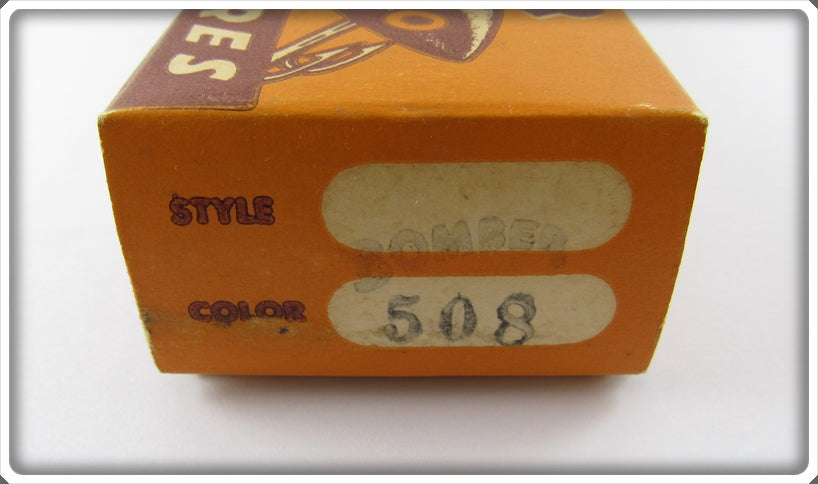 RES
STYLE
BOMBER
COLOR
508